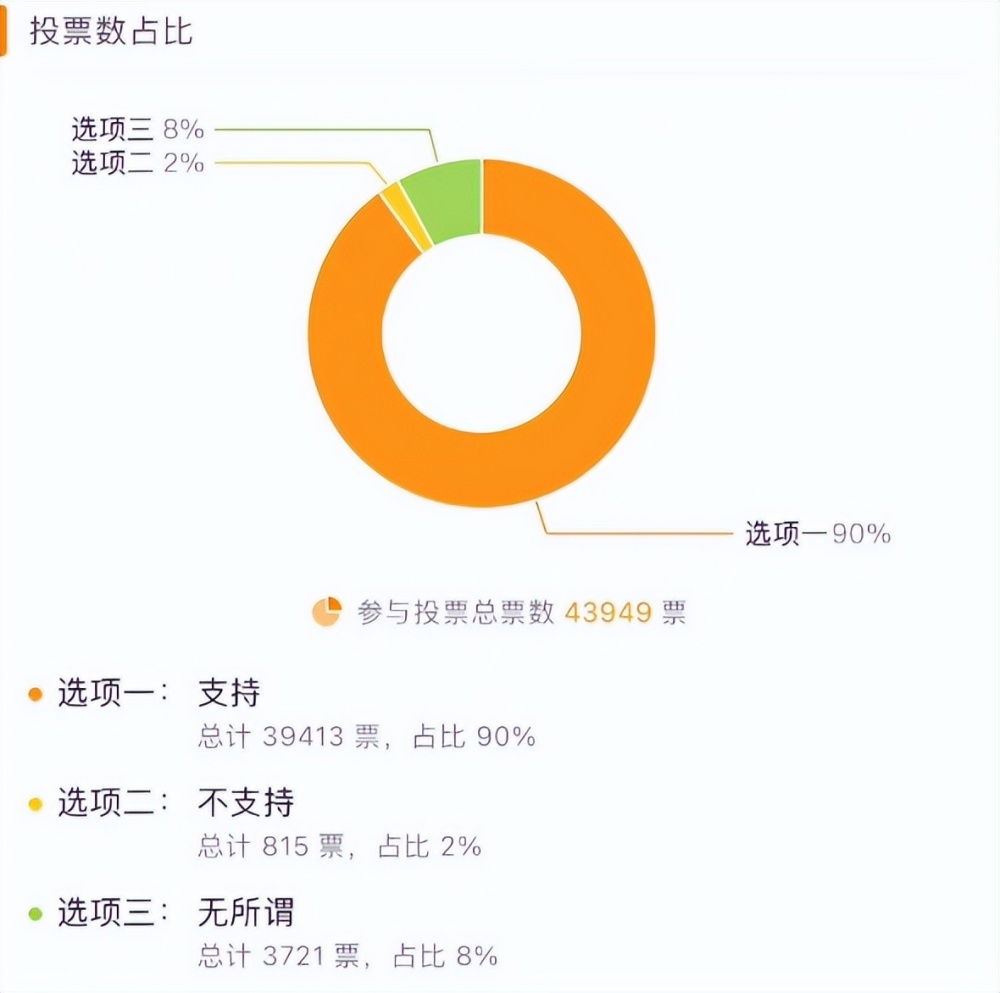 投票数占比
选项三 8%
选项二 2%
选项一 90%
参与投票总票数 43949 票
选项一： 支持
总计 39413 票，占比 90%
选项二： 不支持
总计 815 票，占比 2%
选项三： 无所谓
总计 3721 票，占比 8%